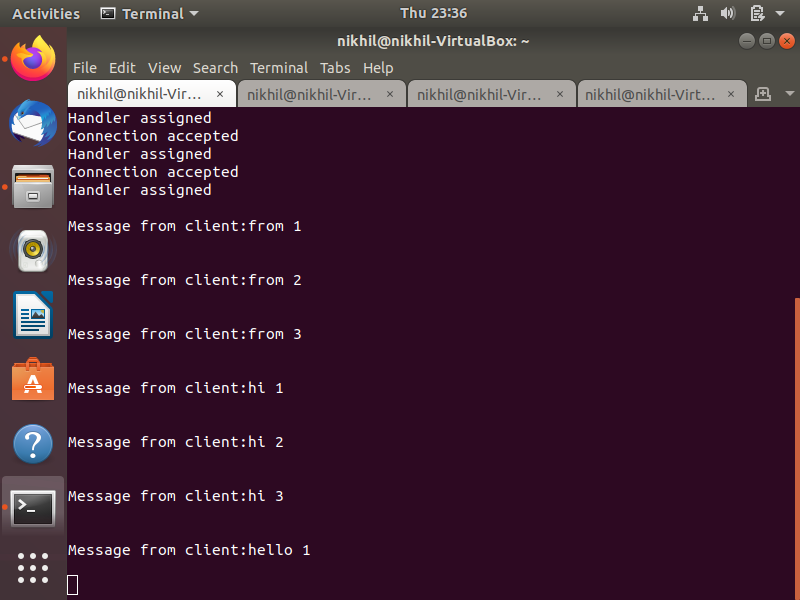 Activities Terminal Thu 23:36
nikhil@nikhil-VirtualBox: ~
File Edit View Search Terminal Tabs Help
nikhil@nikhil-Vir... × nikhil@nikhil-Vir... × nikhil@nikhil-Vir... × nikhil@nikhil-Virt... ×
Handler assigned
Connection accepted
Handler assigned
Connection accepted
Handler assigned
Message from client:from 1
Message from client:from 2
Message from client:from 3
Message from client:hi 1
Message from client:hi 2
Message from client:hi 3
Message from client:hello 1